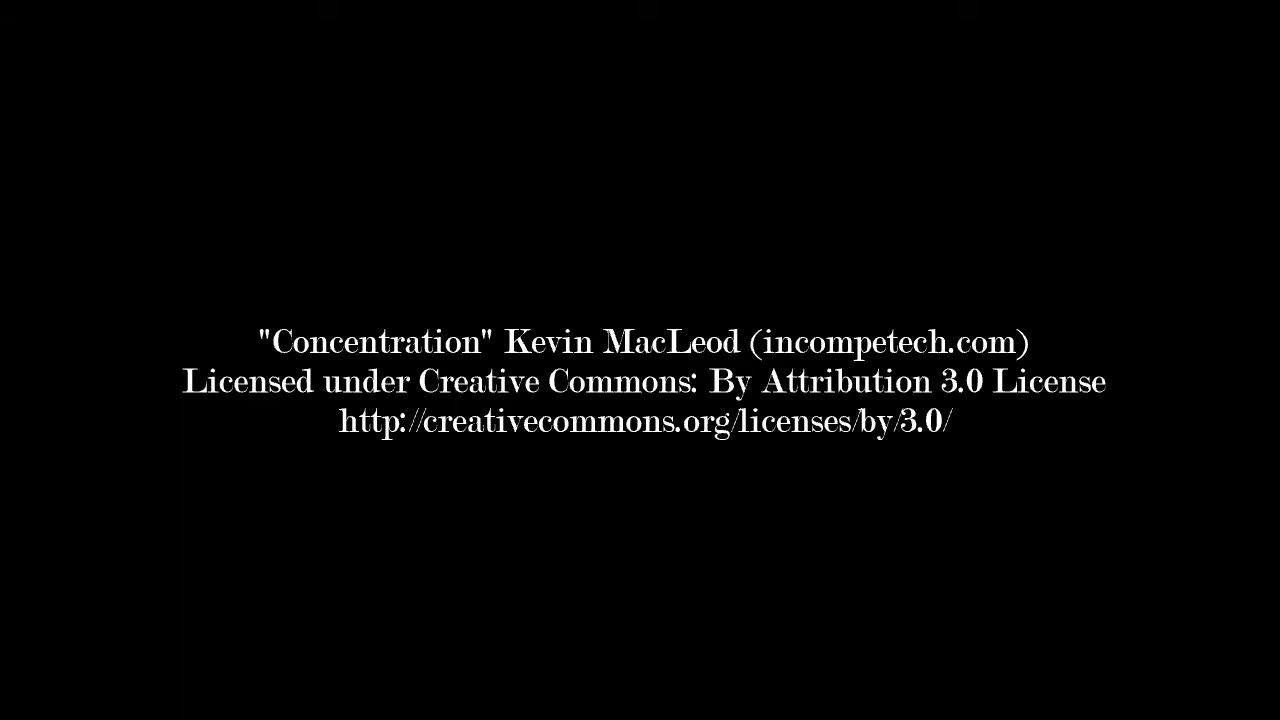 "Concentration" Kevin MacLeod (incompetech.com)
Licensed under Creative Commons: By Attribution 3.0 License
http://creativecommons.org/licenses/by/3.0/